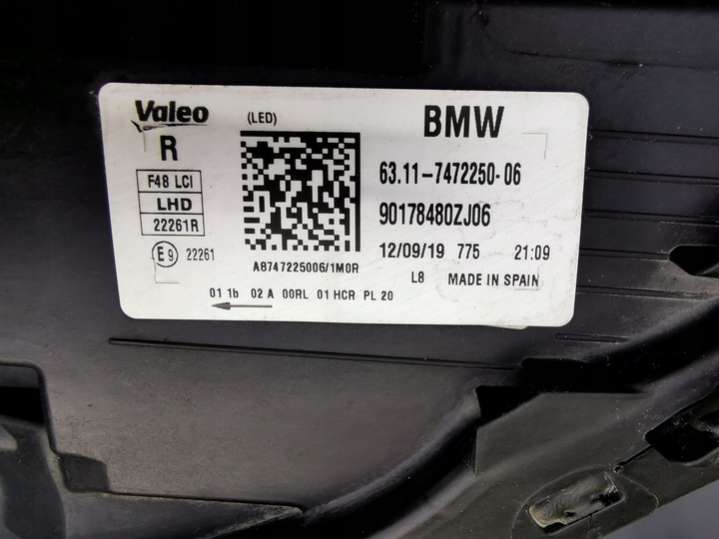 Valeo (LED) BMW
R
F48 LCI
LHD
22261R
E9 22261
A8747225006/1M0R
63.11-7472250-06
90178480ZJ06
12/09/19 775 21:09
L8 MADE IN SPAIN
01 1b 02 A 00RL 01 HCR PL 20